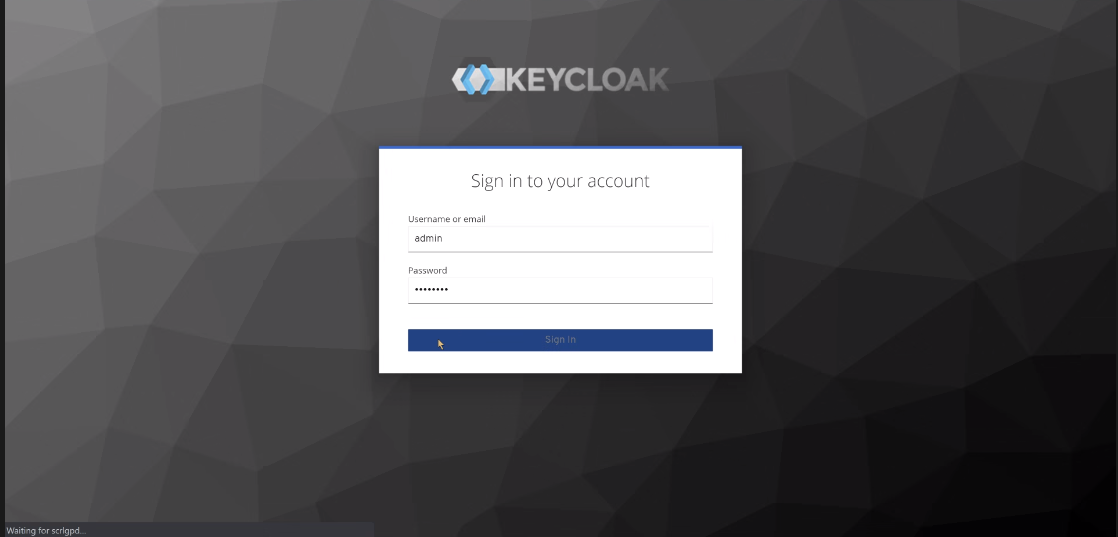 KEYCLOAK
Sign in to your account
Username or email
admin
Password
••••••••
Sign In
Waiting for scrlgpd...